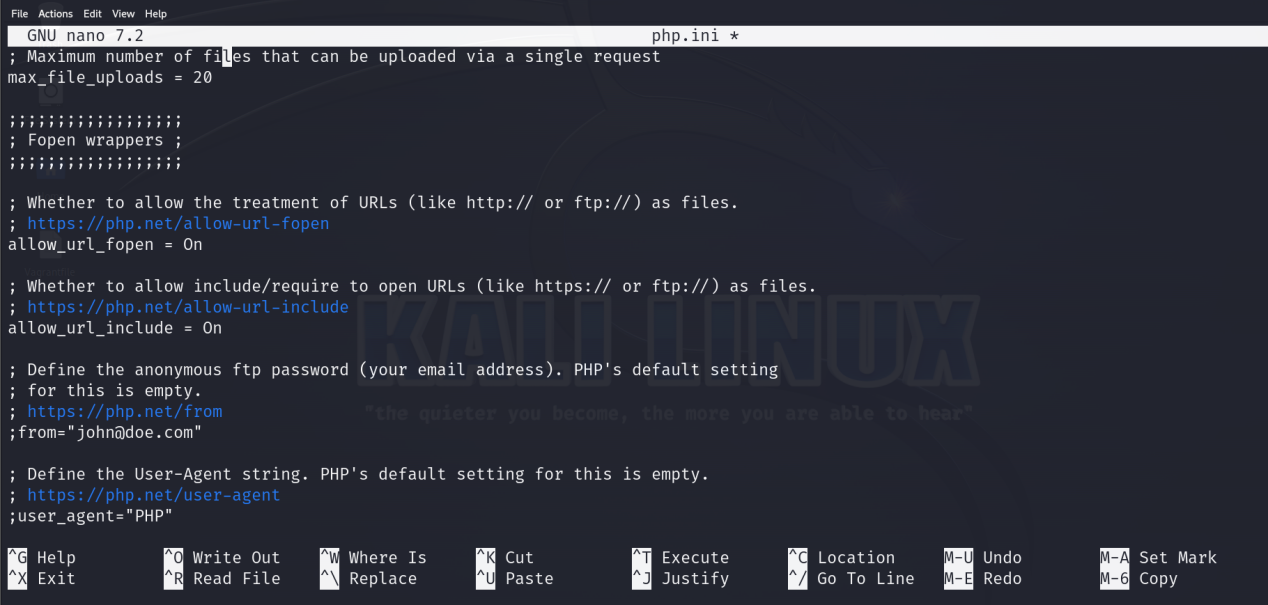 File Actions Edit View Help
GNU nano 7.2 php.ini *
; Maximum number of files that can be uploaded via a single request
max_file_uploads = 20
;;;;;;;;;;;;;;;;;;
; Fopen wrappers ;
;;;;;;;;;;;;;;;;;;
; Whether to allow the treatment of URLs (like http:// or ftp://) as files.
; https://php.net/allow-url-fopen
allow_url_fopen = On
; Whether to allow include/require to open URLs (like https:// or ftp://) as files.
; https://php.net/allow-url-include
allow_url_include = On
KALI LINUX
; Define the anonymous ftp password (your email address). PHP's default setting
; for this is empty.
; https://php.net/from
"the quieter you become, the more you are able to hear"
;from="john@doe.com"
; Define the User-Agent string. PHP's default setting for this is empty.
; https://php.net/user-agent
;user_agent="PHP"
^G Help ^O Write Out ^W Where Is ^K Cut ^T Execute ^C Location M-U Undo M-A Set Mark
^X Exit ^R Read File ^\ Replace ^U Paste ^J Justify ^/ Go To Line M-E Redo M-6 Copy